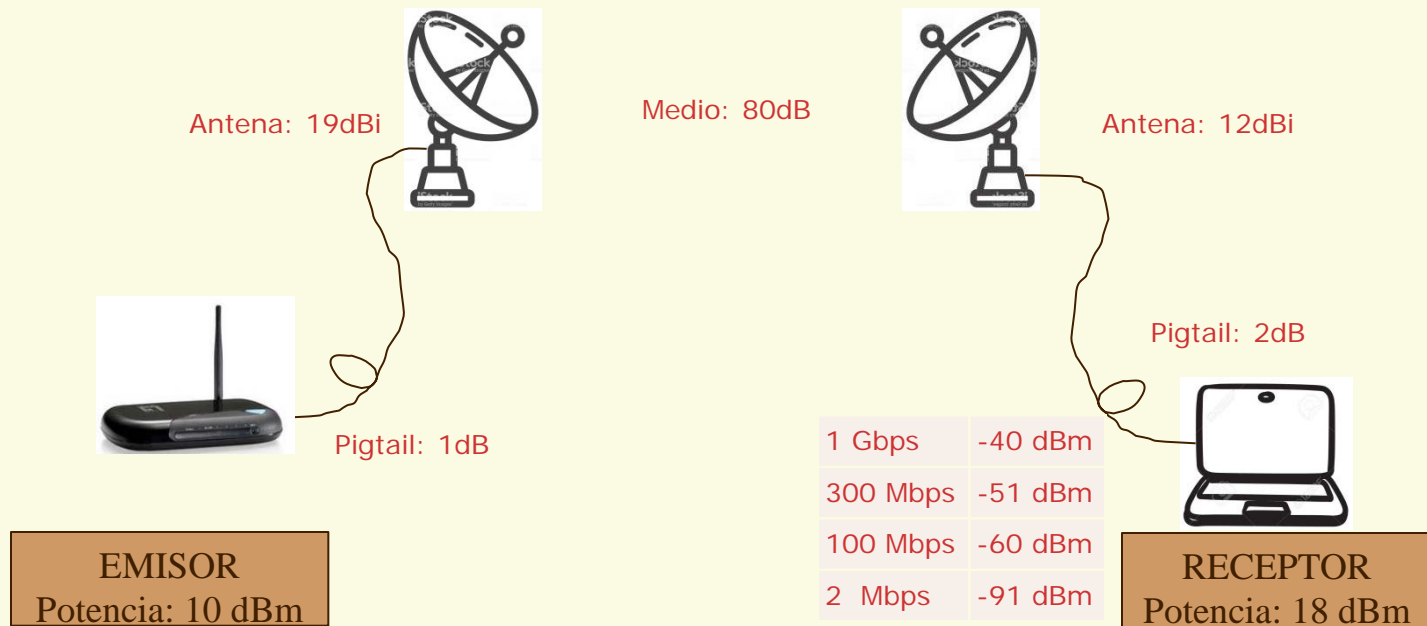 Antena: 19dBi
Medio: 80dB
Antena: 12dBi
Pigtail: 1dB
Pigtail: 2dB
1 Gbps -40 dBm
300 Mbps -51 dBm
100 Mbps -60 dBm
2 Mbps -91 dBm
EMISOR
Potencia: 10 dBm
RECEPTOR
Potencia: 18 dBm